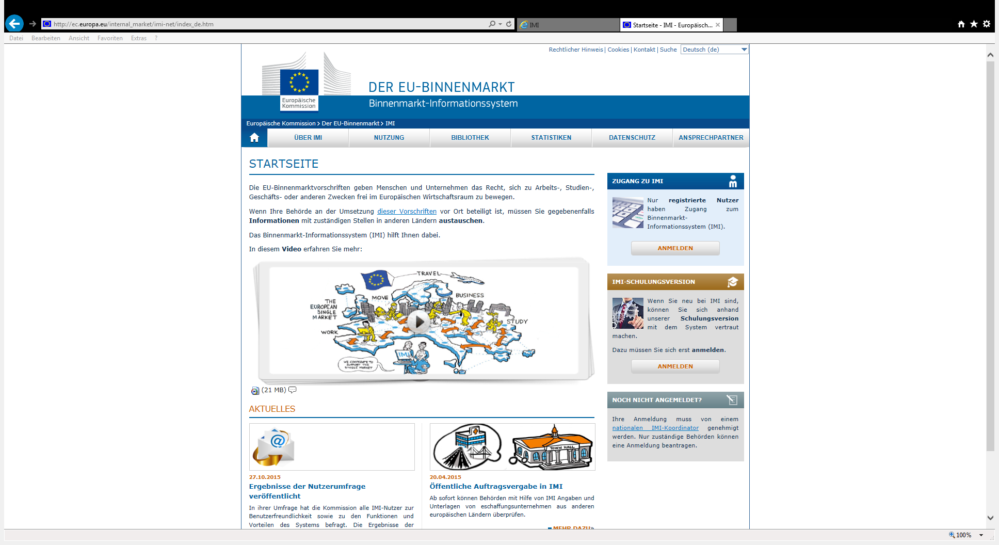 http://ec.europa.eu/internal_market/imi-net/index_de.htm
IMI
Startseite - IMI - Europäisch...
Datei Bearbeiten Ansicht Favoriten Extras ?
Rechtlicher Hinweis | Cookies | Kontakt | Suche Deutsch (de)
DER EU-BINNENMARKT
Binnenmarkt-Informationssystem
Europäische
Kommission
Europäische Kommission > Der EU-Binnenmarkt > IMI
ÜBER IMI NUTZUNG BIBLIOTHEK STATISTIKEN DATENSCHUTZ ANSPRECHPARTNER
STARTSEITE
Die EU-Binnenmarktvorschriften geben Menschen und Unternehmen das Recht, sich zu Arbeits-, Studien-,
Geschäfts- oder anderen Zwecken frei im Europäischen Wirtschaftsraum zu bewegen.
Wenn Ihre Behörde an der Umsetzung dieser Vorschriften vor Ort beteiligt ist, müssen Sie gegebenenfalls
Informationen mit zuständigen Stellen in anderen Ländern austauschen.
Das Binnenmarkt-Informationssystem (IMI) hilft Ihnen dabei.
In diesem Video erfahren Sie mehr:
TRAVEL
MOVE
BUSINESS
THE
EUROPEAN
SINGLE
MARKET
STUDY
WORK
IMI
WE COOPERATE TO
SUPPORT THE
SINGLE MARKET
(21 MB)
AKTUELLES
@
27.10.2015
Ergebnisse der Nutzerumfrage
veröffentlicht
In ihrer Umfrage hat die Kommission alle IMI-Nutzer zur
Benutzerfreundlichkeit sowie zu den Funktionen und
Vorteilen des Systems befragt. Die Ergebnisse der
TOWN HALL
20.04.2015
Öffentliche Auftragsvergabe in IMI
Ab sofort können Behörden mit Hilfe von IMI Angaben und
Unterlagen von eschaffungsunternehmen aus anderen
europäischen Ländern überprüfen.
MEHR DAZU»
ZUGANG ZU IMI
Nur registrierte Nutzer
haben Zugang zum
Binnenmarkt-
Informationssystem (IMI).
ANMELDEN
IMI-SCHULUNGSVERSION
Wenn Sie neu bei IMI sind,
können Sie sich anhand
unserer Schulungsversion
mit dem System vertraut
machen.
Dazu müssen Sie sich erst anmelden.
ANMELDEN
NOCH NICHT ANGEMELDET?
Ihre Anmeldung muss von einem
nationalen IMI-Koordinator genehmigt
werden. Nur zuständige Behörden können
eine Anmeldung beantragen.
100%